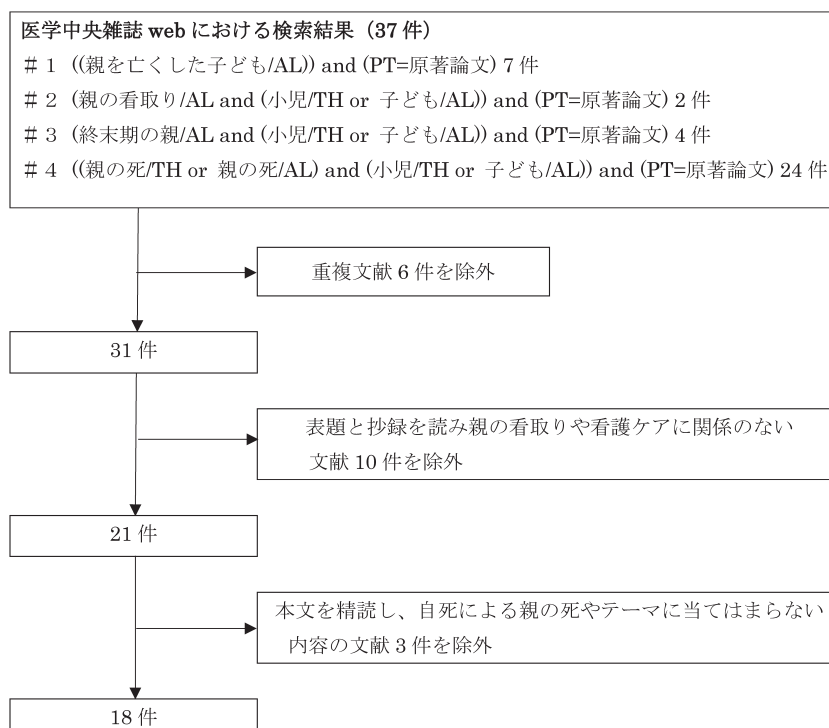 医学中央雑誌 web における検索結果（37 件）
＃１ ((親を亡くした子ども/AL)) and (PT=原著論文) 7 件
＃２ (親の看取り/AL and (小児/TH or 子ども/AL)) and (PT=原著論文) 2 件
＃３ (終末期の親/AL and (小児/TH or 子ども/AL)) and (PT=原著論文) 4 件
＃４ ((親の死/TH or 親の死/AL) and (小児/TH or 子ども/AL)) and (PT=原著論文) 24 件
重複文献 6 件を除外
31 件
表題と抄録を読み親の看取りや看護ケアに関係のない
文献 10 件を除外
21 件
本文を精読し、自死による親の死やテーマに当てはまらない
内容の文献 3 件を除外
18 件